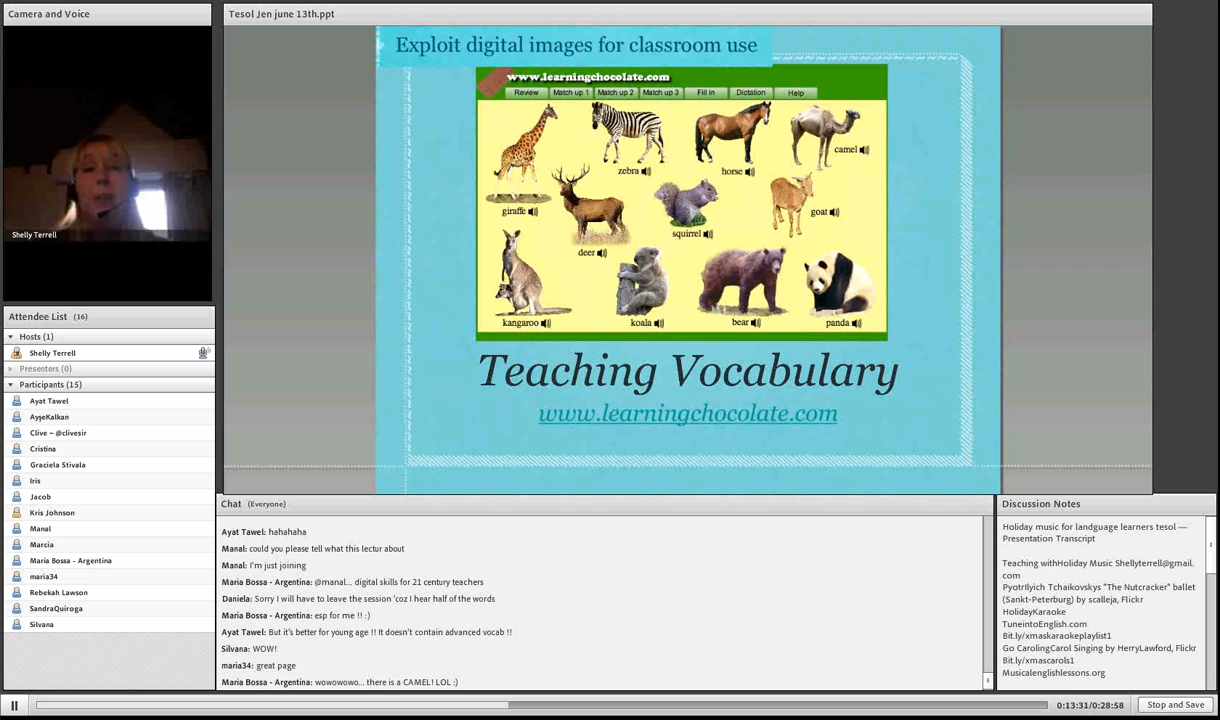 Camera and Voice
Shelly Terrell
Attendee List (16)
Hosts (1)
Shelly Terrell
Presenters (0)
Participants (15)
Ayat Tawel
AyşeKalkan
Clive ~ @clivesir
Cristina
Graciela Stivala
Iris
Jacob
Kris Johnson
Manal
Marcia
Maria Bossa - Argentina
maria34
Rebekah Lawson
SandraQuiroga
Silvana
Tesol Jen june 13th.ppt
Exploit digital images for classroom use
www.learningchocolate.com
Review Match up 1 Match up 2 Match up 3 Fill in Dictation Help
camel
zebra horse
giraffe goat
squirrel
deer
kangaroo koala bear panda
Teaching Vocabulary
www.learningchocolate.com
Chat (Everyone)
Ayat Tawel: hahahaha
Manal: could you please tell what this lectur about
Manal: I'm just joining
Maria Bossa - Argentina: @manal... digital skills for 21 century teachers
Daniela: Sorry I will have to leave the session 'coz I hear half of the words
Maria Bossa - Argentina: esp for me !! :)
Ayat Tawel: But it's better for young age !! It doesn't contain advanced vocab !!
Silvana: WOW!
maria34: great page
Maria Bossa - Argentina: wowowowo... there is a CAMEL! LOL :)
Discussion Notes
Holiday music for landguage learners tesol —
Presentation Transcript
Teaching withHoliday Music Shellyterrell@gmail.
com
PyotrIlyich Tchaikovskys "The Nutcracker" ballet
(Sankt-Peterburg) by scalleja, Flickr
HolidayKaraoke
TuneintoEnglish.com
Bit.ly/xmaskaraokeplaylist1
Go CarolingCarol Singing by HerryLawford, Flickr
Bit.ly/xmascarols1
Musicalenglishlessons.org
0:13:31/0:28:58
Stop and Save